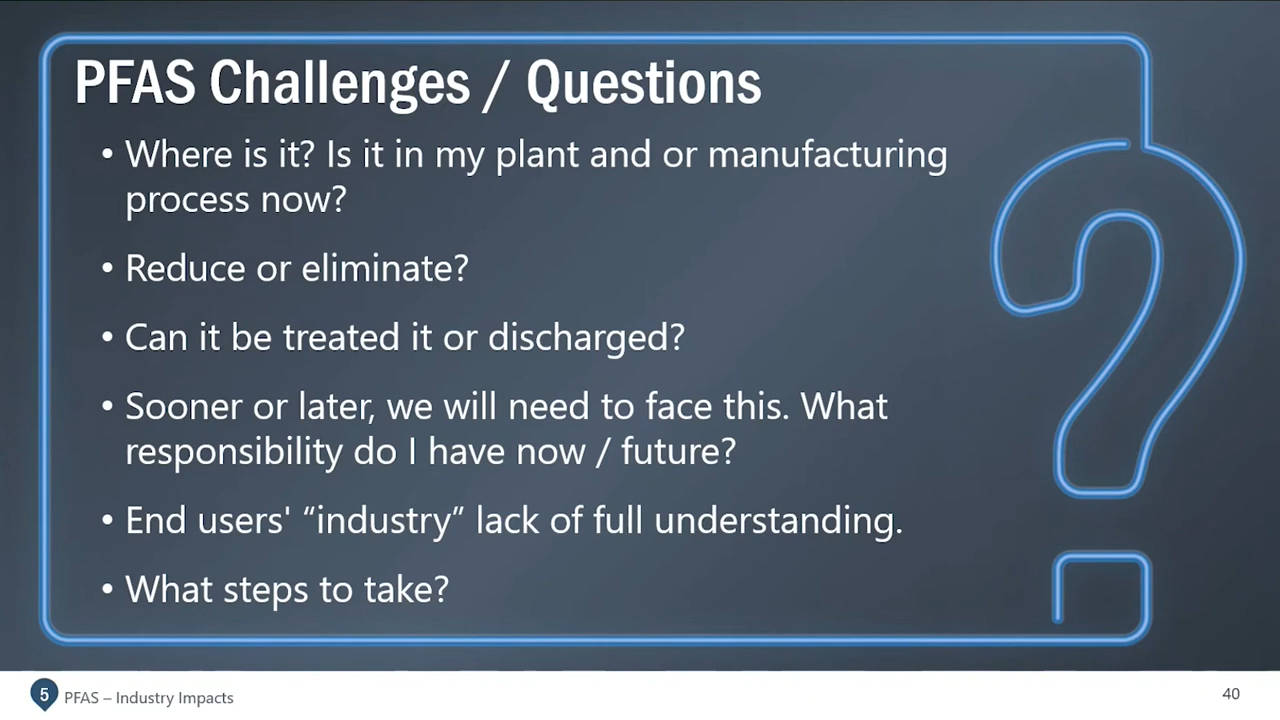 PFAS Challenges / Questions
• Where is it? Is it in my plant and or manufacturing
process now?
• Reduce or eliminate?
• Can it be treated it or discharged?
• Sooner or later, we will need to face this. What
responsibility do I have now / future?
• End users' “industry” lack of full understanding.
• What steps to take?
5 PFAS – Industry Impacts
40